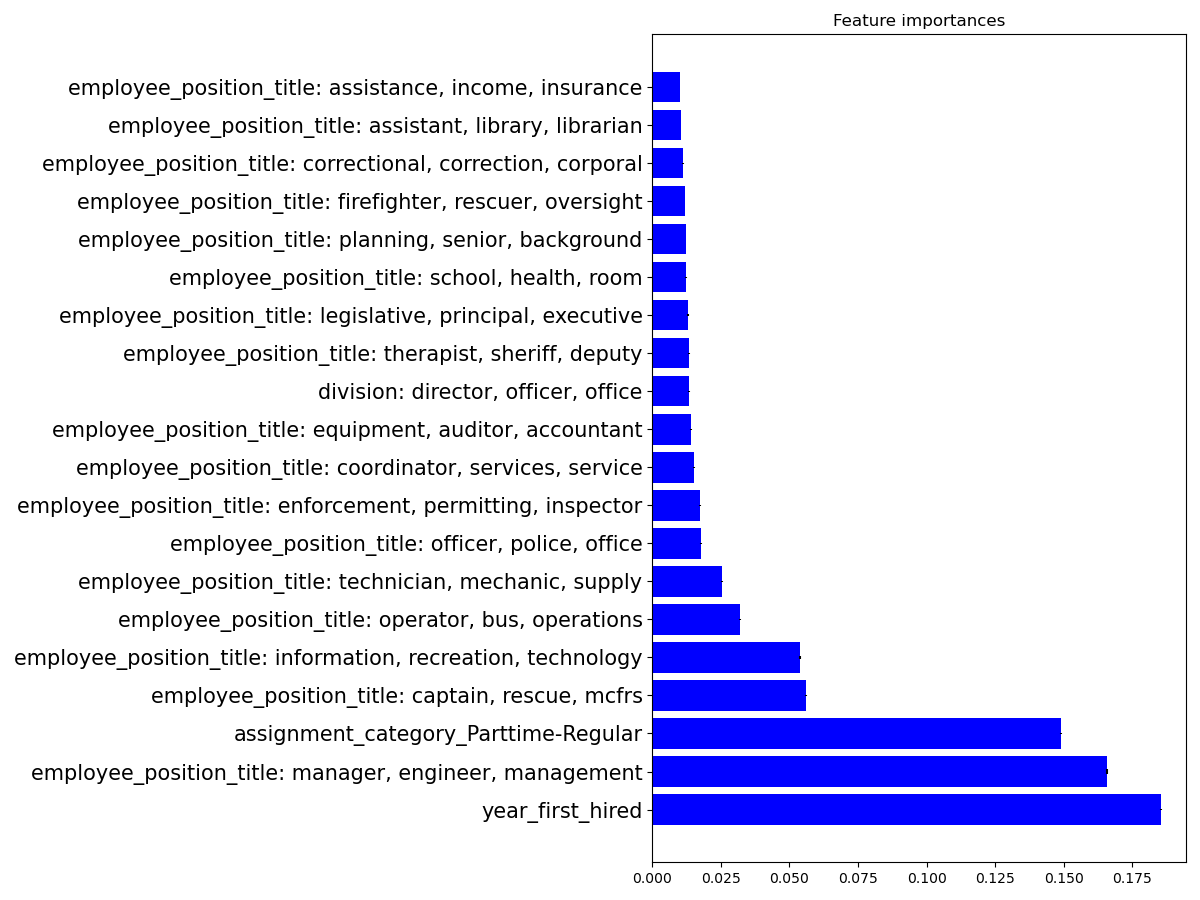 Feature importances
employee_position_title: assistance, income, insurance
employee_position_title: assistant, library, librarian
employee_position_title: correctional, correction, corporal
employee_position_title: firefighter, rescuer, oversight
employee_position_title: planning, senior, background
employee_position_title: school, health, room
employee_position_title: legislative, principal, executive
employee_position_title: therapist, sheriff, deputy
division: director, officer, office
employee_position_title: equipment, auditor, accountant
employee_position_title: coordinator, services, service
employee_position_title: enforcement, permitting, inspector
employee_position_title: officer, police, office
employee_position_title: technician, mechanic, supply
employee_position_title: operator, bus, operations
employee_position_title: information, recreation, technology
employee_position_title: captain, rescue, mcfrs
assignment_category_Parttime-Regular
employee_position_title: manager, engineer, management
year_first_hired
0.000 0.025 0.050 0.075 0.100 0.125 0.150 0.175